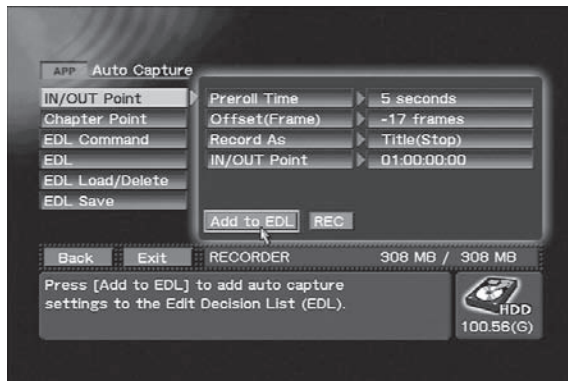 APP Auto Capture
IN/OUT Point
Chapter Point
EDL Command
EDL
EDL Load/Delete
EDL Save
Preroll Time 5 seconds
Offset(Frame) -17 frames
Record As Title(Stop)
IN/OUT Point 01:00:00:00
Add to EDL REC
Back Exit RECORDER 308 MB / 308 MB
Press [Add to EDL] to add auto capture
settings to the Edit Decision List (EDL).
HDD
100.56(G)